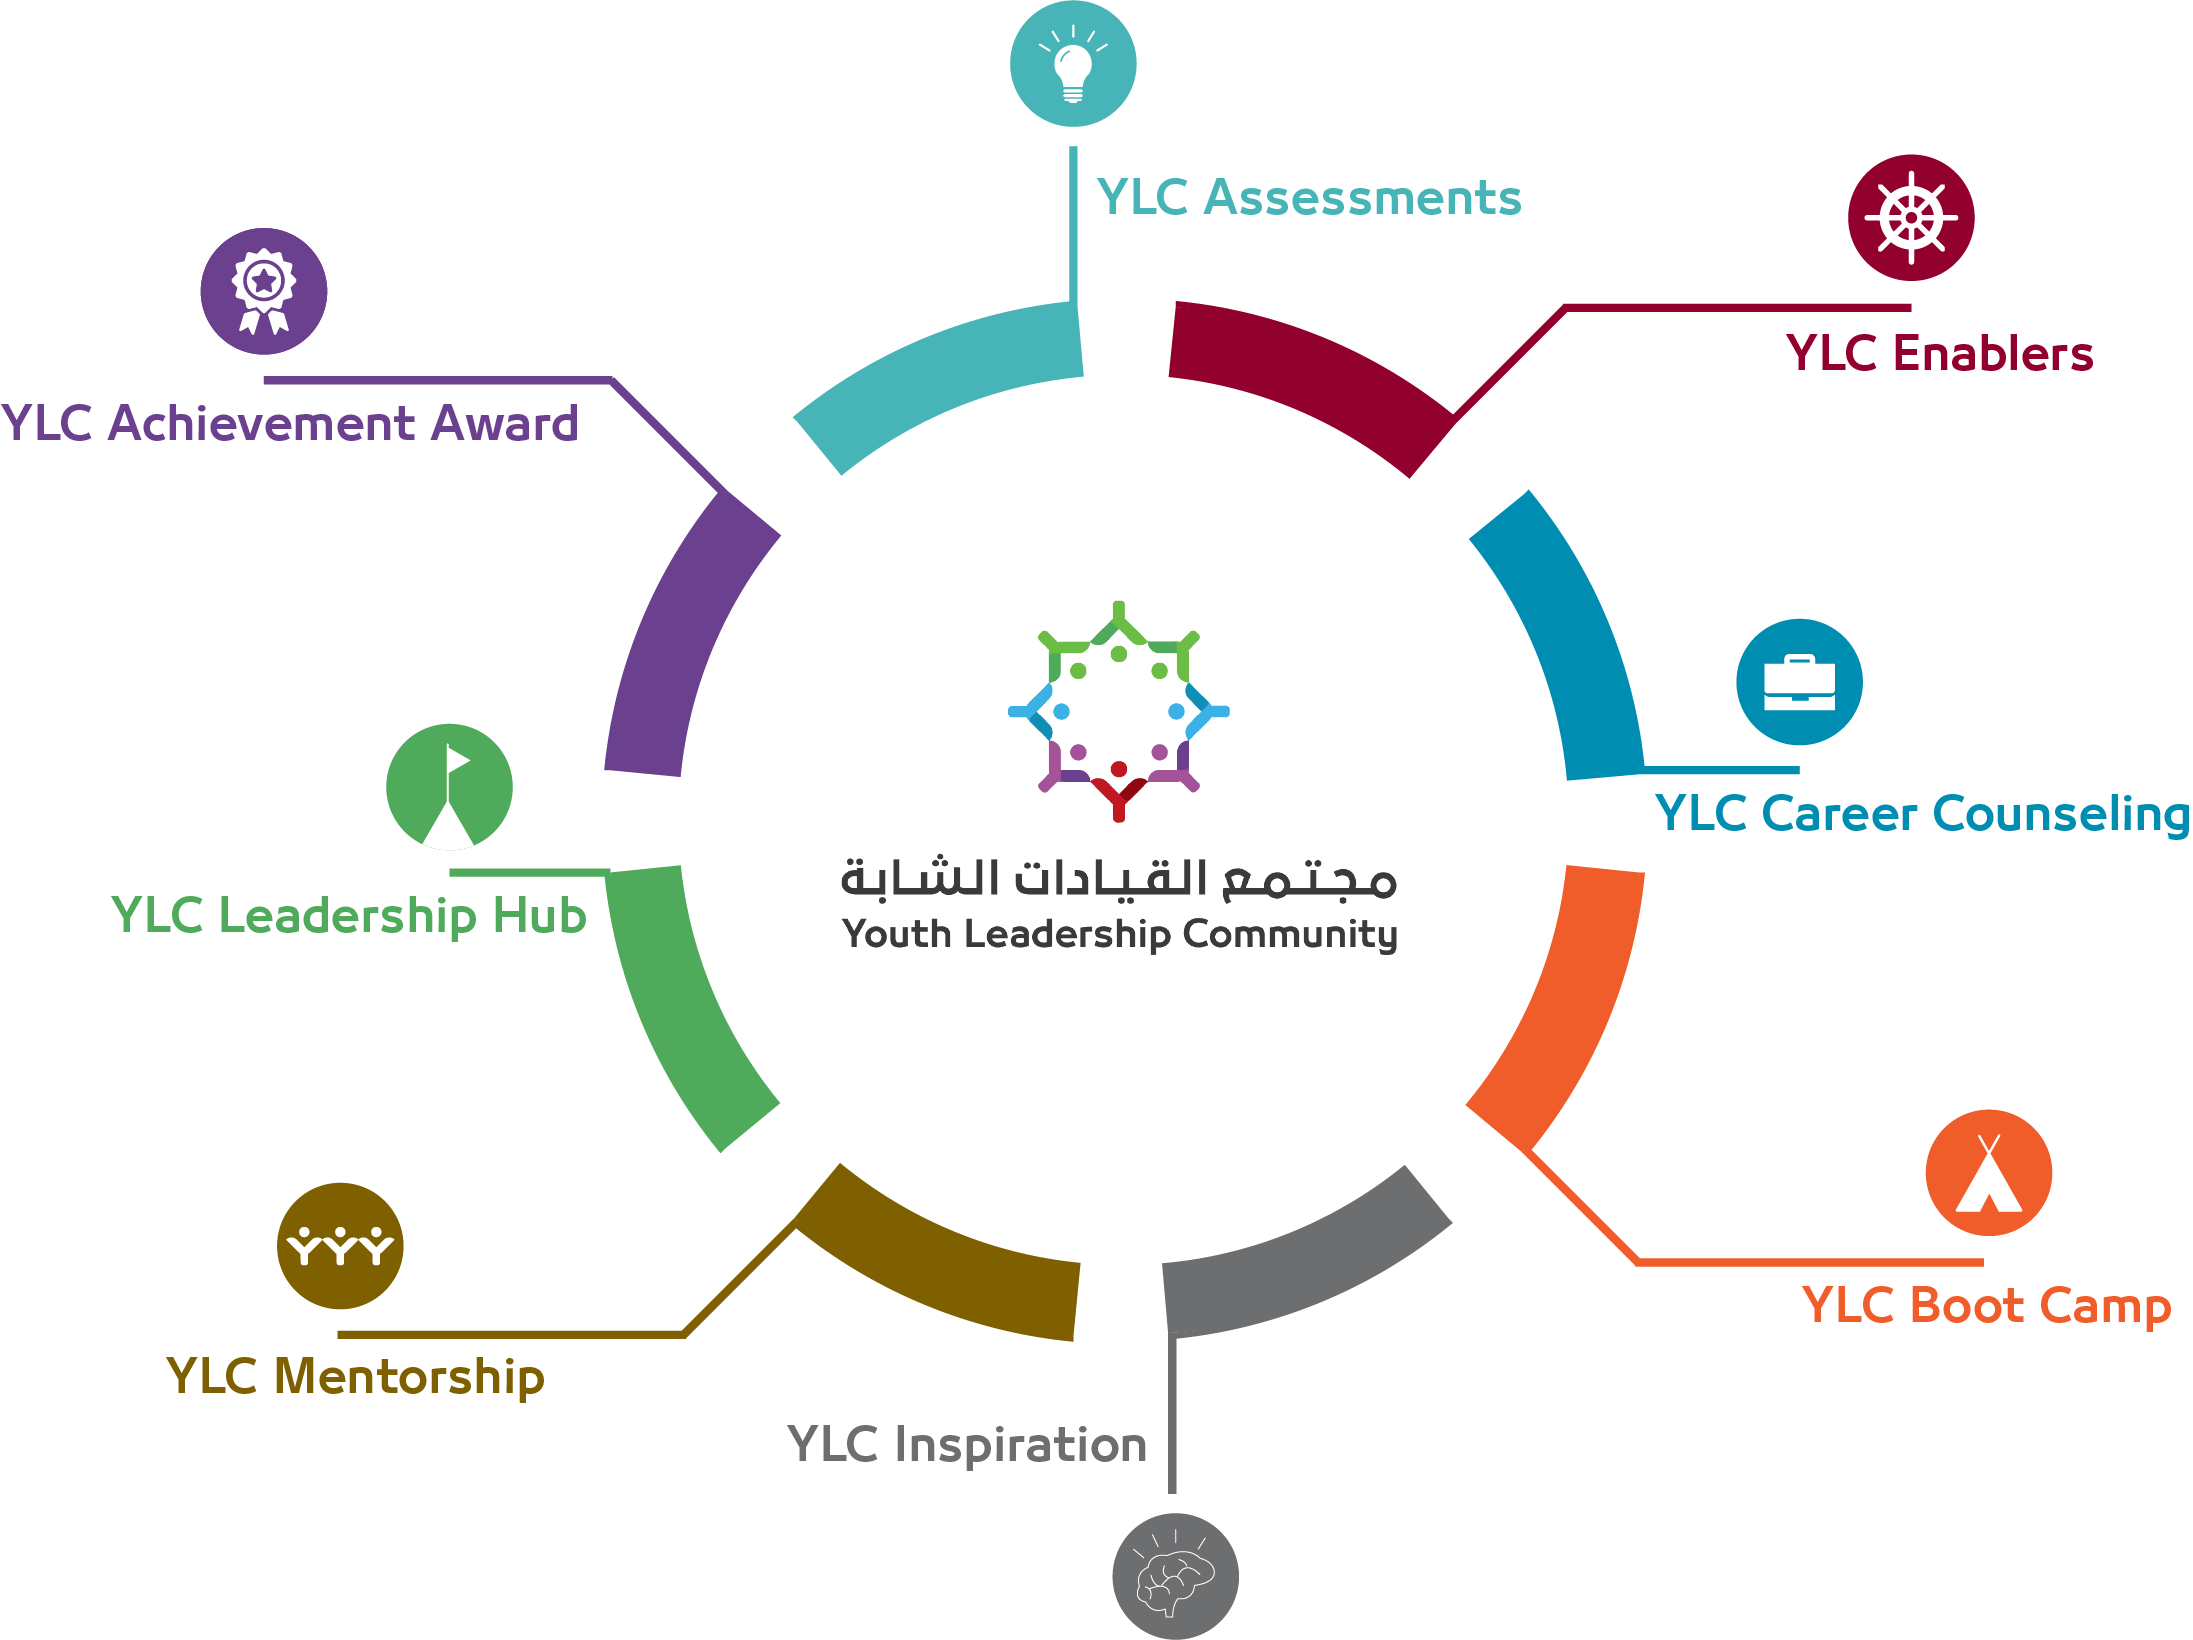 YLC Assessments
YLC Enablers
YLC Achievement Award
YLC Career Counseling
مجتمع القيادات الشابة
YLC Leadership Hub
Youth Leadership Community
YLC Boot Camp
YLC Mentorship
YLC Inspiration